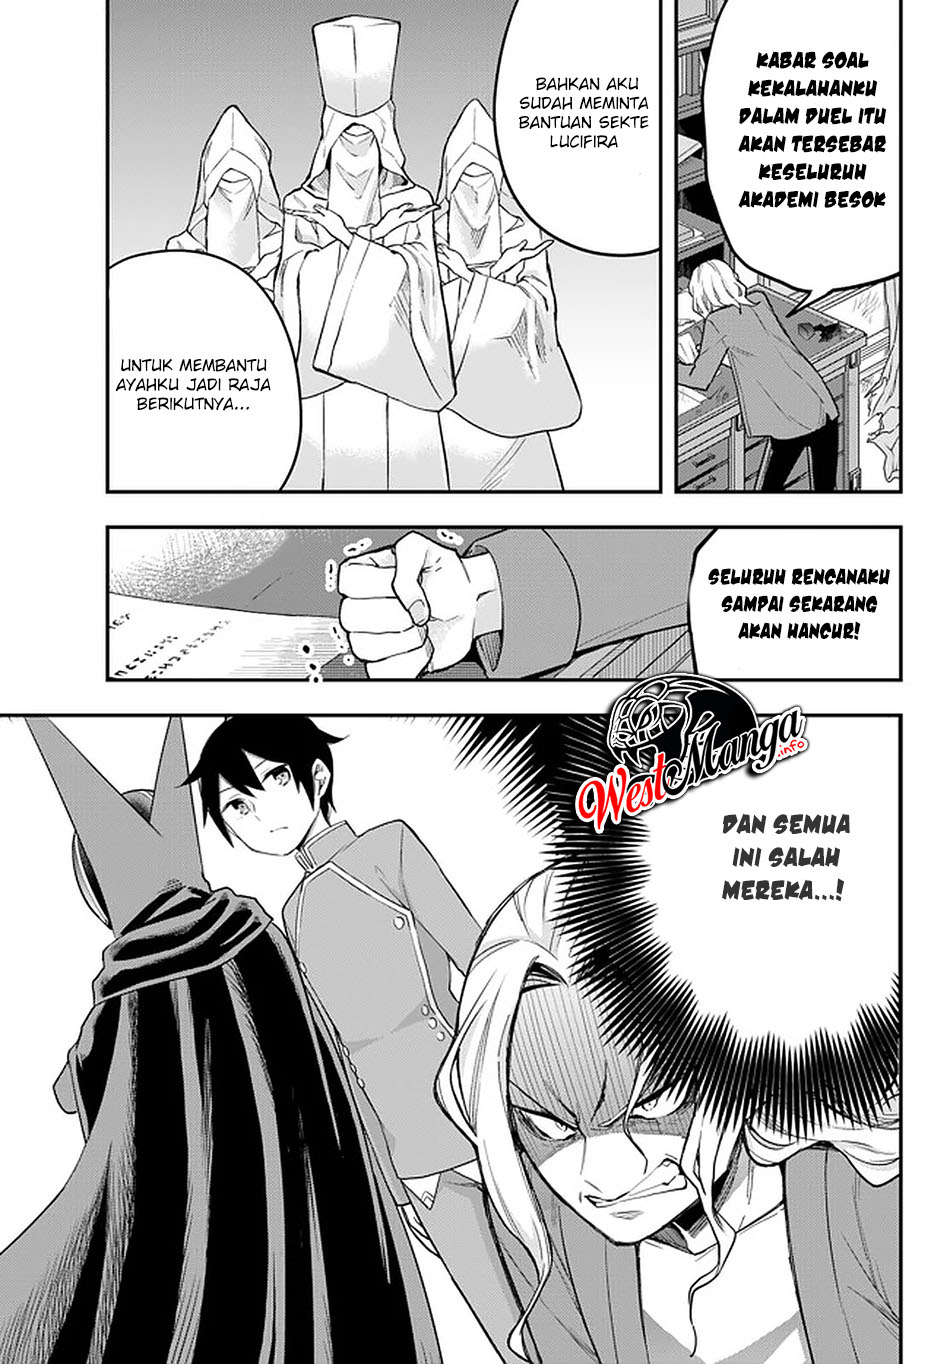 KABAR SOAL
KEKALAHANKU
DALAM DUEL ITU
AKAN TERSEBAR
KESELURUH
AKADEMI BESOK
BAHKAN AKU
SUDAH MEMINTA
BANTUAN SEKTE
LUCIFIRA
UNTUK MEMBANTU
AYAHKU JADI RAJA
BERIKUTNYA...
SELURUH RENCANAKU
SAMPAI SEKARANG
AKAN HANCUR!
WestManga
.info
DAN SEMUA
INI SALAH
MEREKA...!